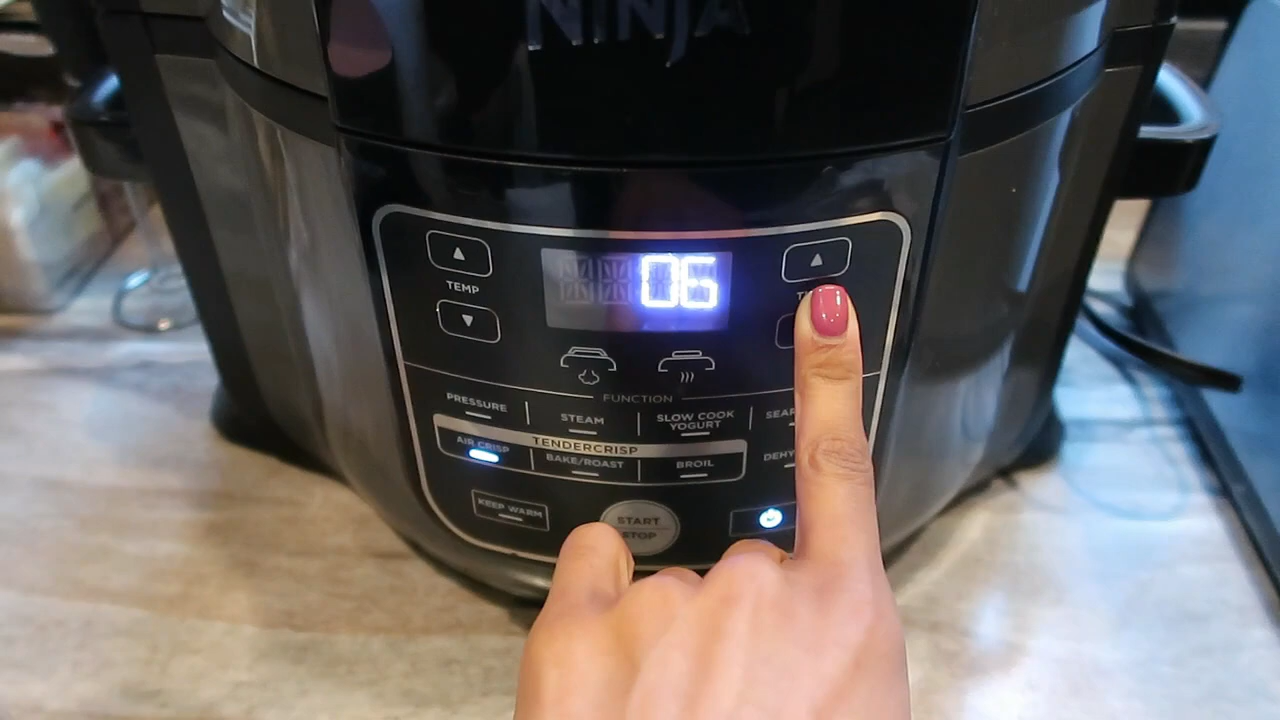 NINJA
TEMP
06
FUNCTION
PRESSURE
STEAM
SLOW COOK
YOGURT
TENDERCRISP
AIR CRISP
BAKE/ROAST
BROIL
KEEP WARM
START
STOP